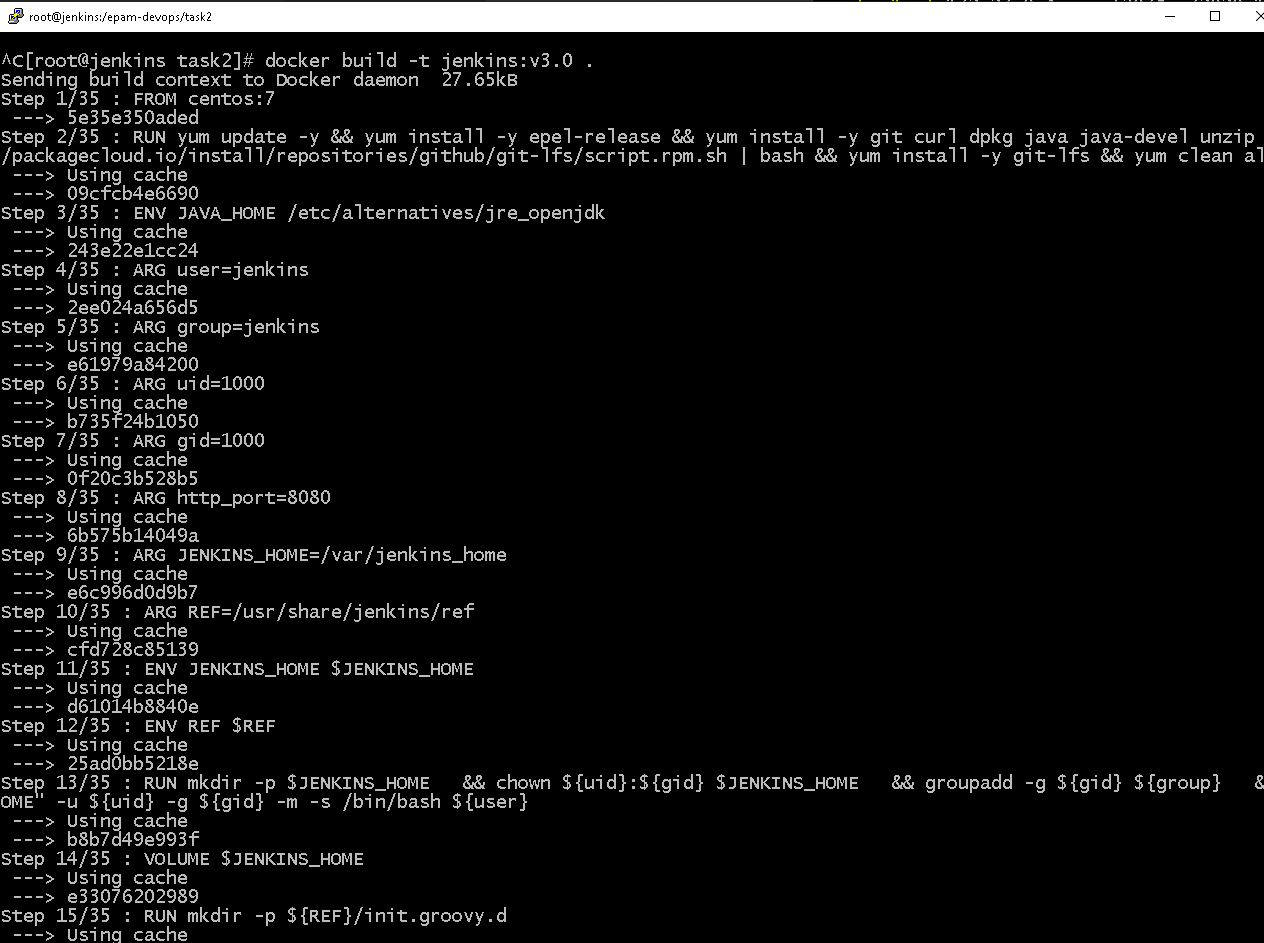 root@jenkins:/epam-devops/task2
^C[root@jenkins task2]# docker build -t jenkins:v3.0 .
Sending build context to Docker daemon  27.65kB
Step 1/35 : FROM centos:7
 ---> 5e35e350aded
Step 2/35 : RUN yum update -y && yum install -y epel-release && yum install -y git curl dpkg java java-devel unzip
/packagecloud.io/install/repositories/github/git-lfs/script.rpm.sh | bash && yum install -y git-lfs && yum clean al
 ---> Using cache
 ---> 09cfcb4e6690
Step 3/35 : ENV JAVA_HOME /etc/alternatives/jre_openjdk
 ---> Using cache
 ---> 243e22e1cc24
Step 4/35 : ARG user=jenkins
 ---> Using cache
 ---> 2ee024a656d5
Step 5/35 : ARG group=jenkins
 ---> Using cache
 ---> e61979a84200
Step 6/35 : ARG uid=1000
 ---> Using cache
 ---> b735f24b1050
Step 7/35 : ARG gid=1000
 ---> Using cache
 ---> 0f20c3b528b5
Step 8/35 : ARG http_port=8080
 ---> Using cache
 ---> 6b575b14049a
Step 9/35 : ARG JENKINS_HOME=/var/jenkins_home
 ---> Using cache
 ---> e6c996d0d9b7
Step 10/35 : ARG REF=/usr/share/jenkins/ref
 ---> Using cache
 ---> cfd728c85139
Step 11/35 : ENV JENKINS_HOME $JENKINS_HOME
 ---> Using cache
 ---> d61014b8840e
Step 12/35 : ENV REF $REF
 ---> Using cache
 ---> 25ad0bb5218e
Step 13/35 : RUN mkdir -p $JENKINS_HOME   && chown ${uid}:${gid} $JENKINS_HOME   && groupadd -g ${gid} ${group}   &
OME" -u ${uid} -g ${gid} -m -s /bin/bash ${user}
 ---> Using cache
 ---> b8b7d49e993f
Step 14/35 : VOLUME $JENKINS_HOME
 ---> Using cache
 ---> e33076202989
Step 15/35 : RUN mkdir -p ${REF}/init.groovy.d
 ---> Using cache